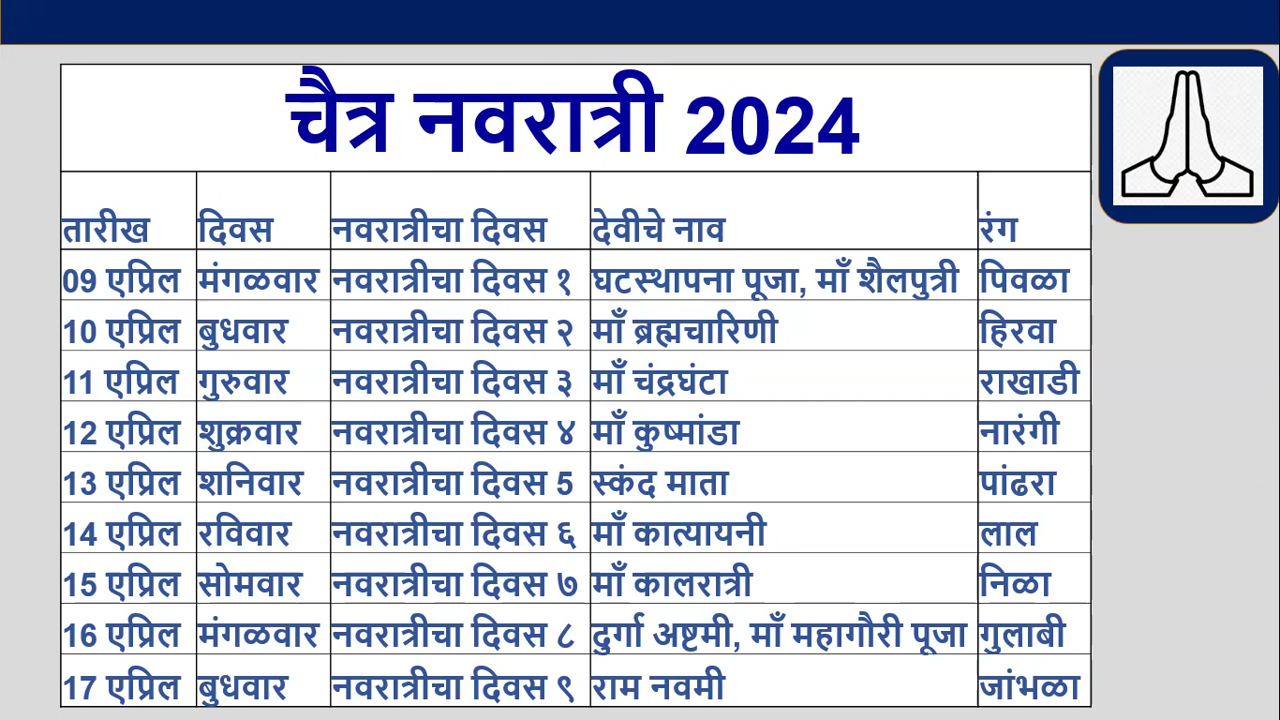 चैत्र नवरात्री 2024
तारीख दिवस नवरात्रीचा दिवस देवीचे नाव रंग
09 एप्रिल मंगळवार नवरात्रीचा दिवस १ घटस्थापना पूजा, माँ शैलपुत्री पिवळा
10 एप्रिल बुधवार नवरात्रीचा दिवस २ माँ ब्रह्मचारिणी हिरवा
11 एप्रिल गुरुवार नवरात्रीचा दिवस ३ माँ चंद्रघंटा राखाडी
12 एप्रिल शुक्रवार नवरात्रीचा दिवस ४ माँ कुष्मांडा नारंगी
13 एप्रिल शनिवार नवरात्रीचा दिवस 5 स्कंद माता पांढरा
14 एप्रिल रविवार नवरात्रीचा दिवस ६ माँ कात्यायनी लाल
15 एप्रिल सोमवार नवरात्रीचा दिवस ७ माँ कालरात्री निळा
16 एप्रिल मंगळवार नवरात्रीचा दिवस ८ दुर्गा अष्टमी, माँ महागौरी पूजा गुलाबी
17 एप्रिल बुधवार नवरात्रीचा दिवस ९ राम नवमी जांभळा